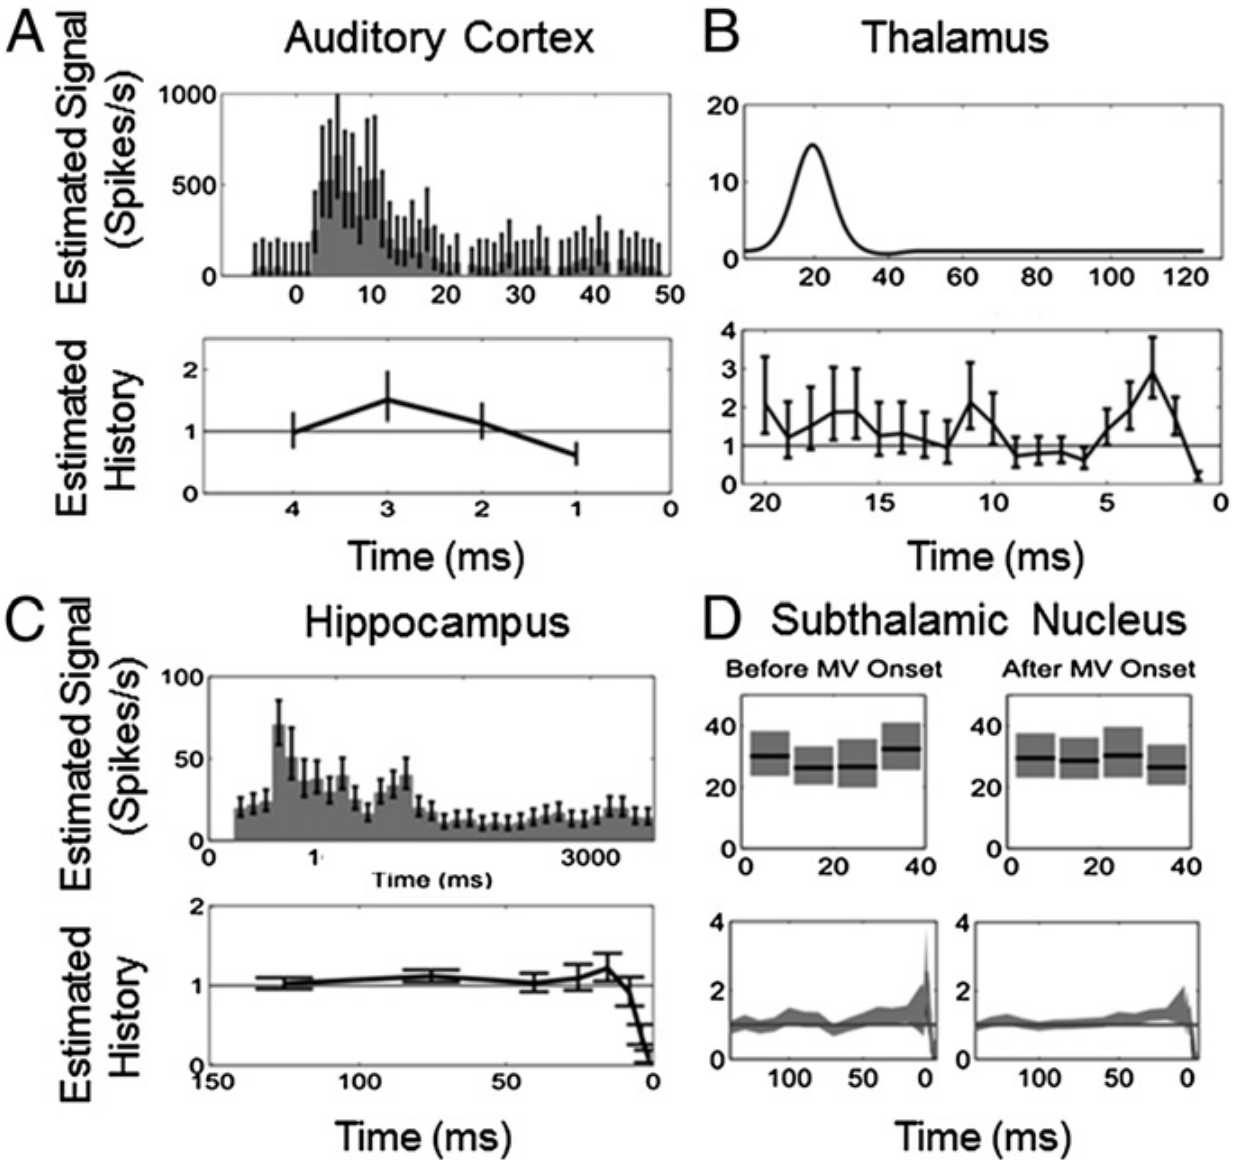 A
Auditory Cortex
Estimated Signal
(Spikes/s)
1000
500
0
0 10 20 30 40 50
Estimated
History
2
1
0
4 3 2 1 0
Time (ms)
B
Thalamus
20
10
0
20 40 60 80 100 120
4
3
2
1
0
20 15 10 5 0
Time (ms)
C
Hippocampus
Estimated Signal
(Spikes/s)
100
50
0
0 1 3000
Time (ms)
Estimated
History
2
1
0
150 100 50 0
Time (ms)
D
Subthalamic Nucleus
Before MV Onset
After MV Onset
40
20
0
0 20 40
40
20
0
0 20 40
4
2
0
100 50 0
4
2
0
100 50 0
Time (ms)